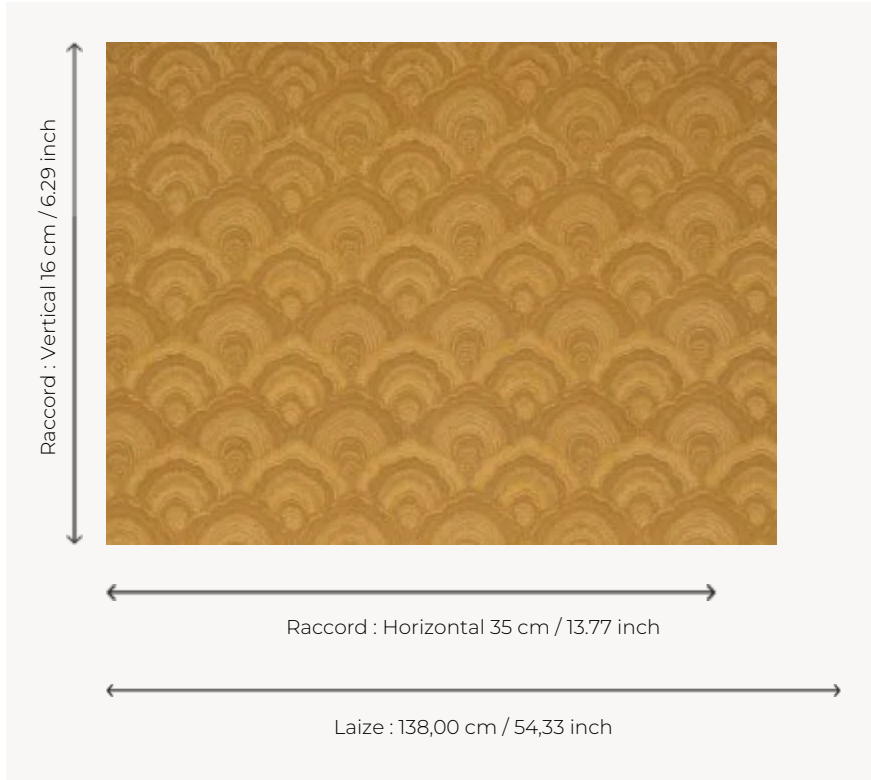 Raccord : Vertical 16 cm / 6.29 inch
Raccord : Horizontal 35 cm / 13.77 inch
Laize : 138,00 cm / 54,33 inch